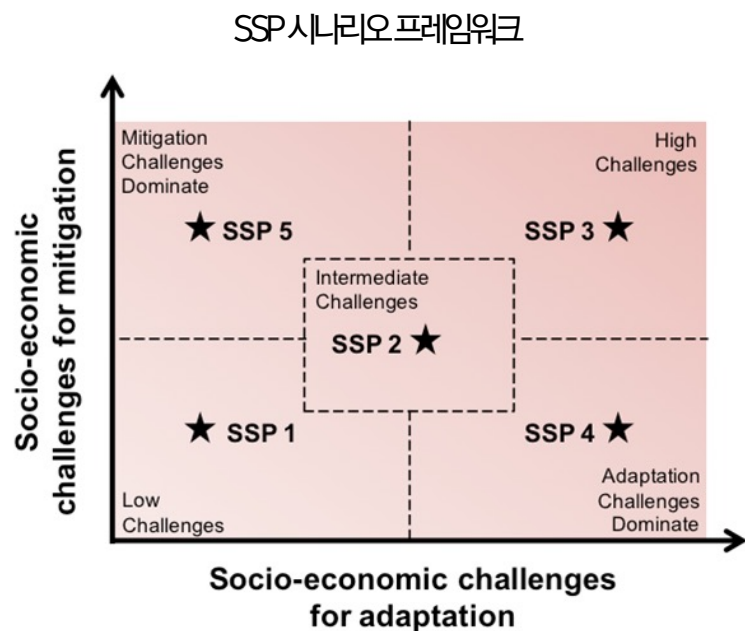 SSP 시나리오 프레임워크
Mitigation
Challenges
Dominate
High
Challenges
SSP 5
SSP 3
Intermediate
Challenges
SSP 2
SSP 1
SSP 4
Low
Challenges
Adaptation
Challenges
Dominate
Socio-economic
challenges for mitigation
Socio-economic challenges
for adaptation